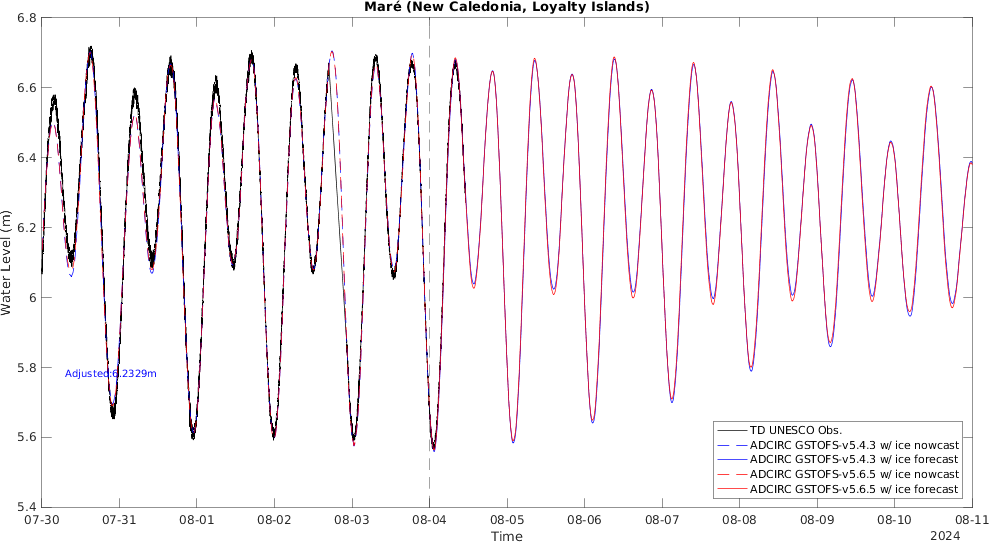 Maré (New Caledonia, Loyalty Islands)
6.8
6.6
6.4
6.2
6
5.8
5.6
5.4
Water Level (m)
Adjusted:6.2329m
TD UNESCO Obs.
ADCIRC GSTOFS-v5.4.3 w/ ice nowcast
ADCIRC GSTOFS-v5.4.3 w/ ice forecast
ADCIRC GSTOFS-v5.6.5 w/ ice nowcast
ADCIRC GSTOFS-v5.6.5 w/ ice forecast
07-30 07-31 08-01 08-02 08-03 08-04 08-05 08-06 08-07 08-08 08-09 08-10 08-11
Time
2024